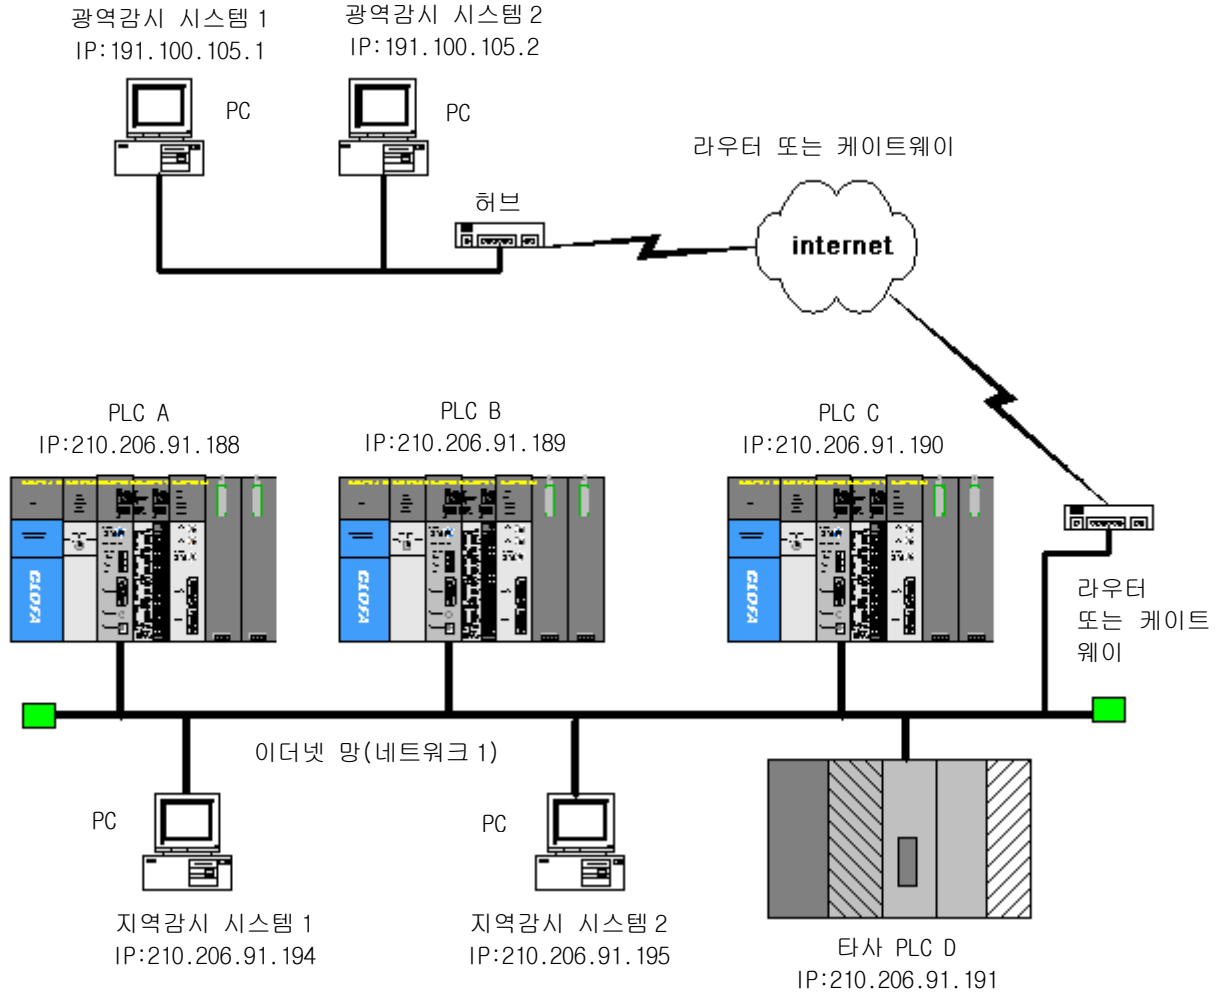 광역감시 시스템 1
IP:191.100.105.1
광역감시 시스템 2
IP:191.100.105.2
PC
PC
라우터 또는 케이트웨이
허브
internet
PLC A
IP:210.206.91.188
PLC B
IP:210.206.91.189
PLC C
IP:210.206.91.190
GLOFA
GLOFA
GLOFA
라우터
또는 케이트
웨이
이더넷 망(네트워크 1)
PC
PC
지역감시 시스템 1
IP:210.206.91.194
지역감시 시스템 2
IP:210.206.91.195
타사 PLC D
IP:210.206.91.191